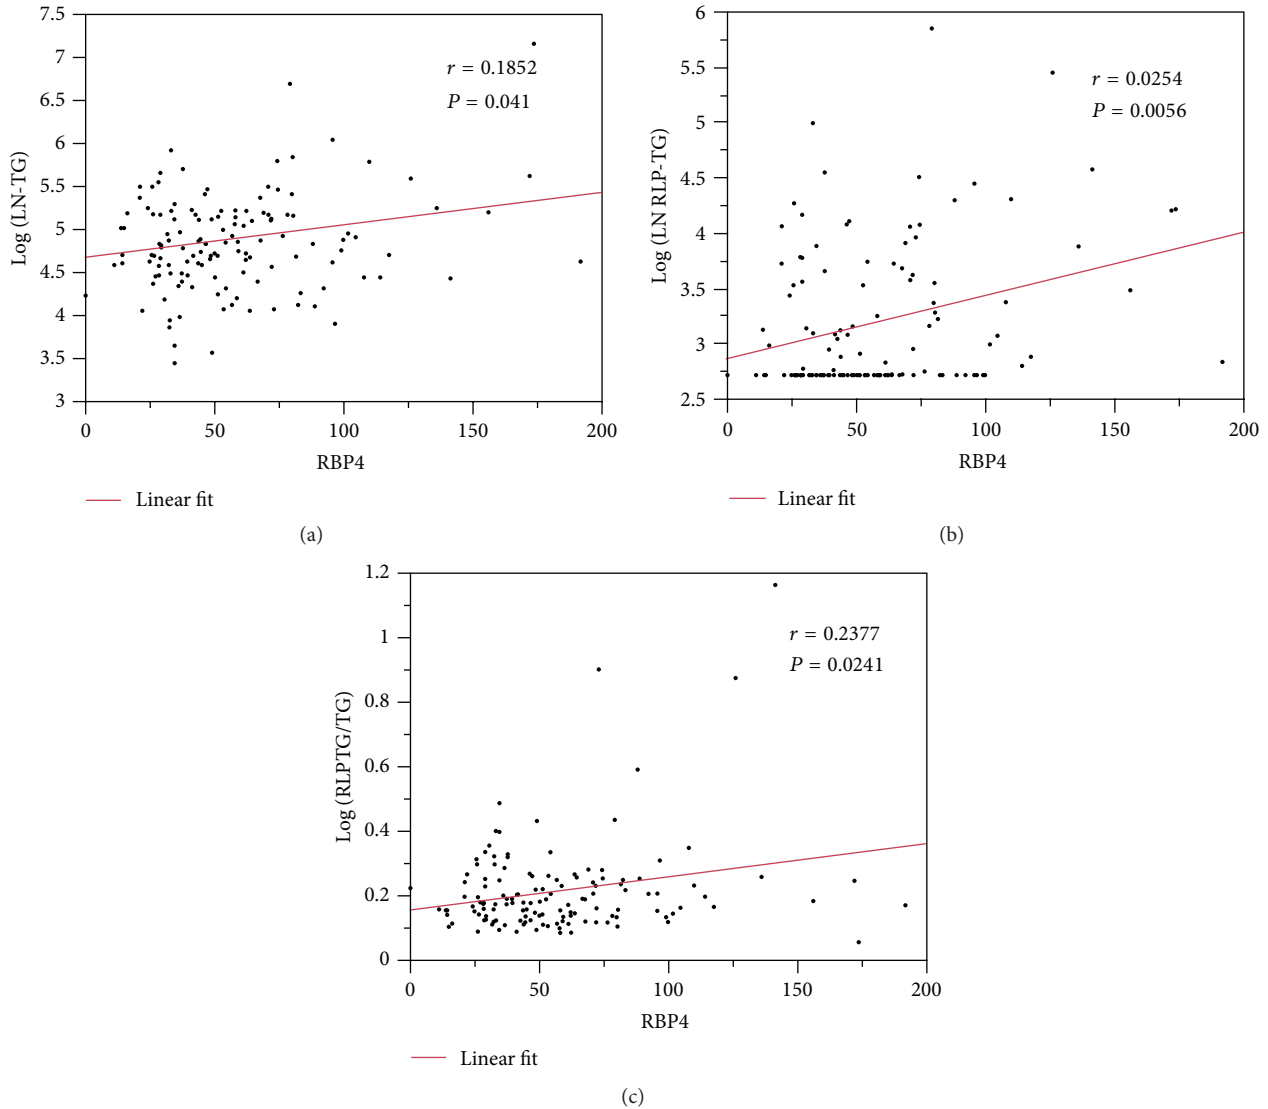 7.5
7
6.5
6
5.5
5
4.5
4
3.5
3
Log (LN-TG)
r = 0.1852
P = 0.041
0 50 100 150 200
RBP4
Linear fit
(a)
6
5.5
5
4.5
4
3.5
3
2.5
Log (LN RLP-TG)
r = 0.0254
P = 0.0056
0 50 100 150 200
RBP4
Linear fit
(b)
1.2
1
0.8
0.6
0.4
0.2
0
Log (RLPTG/TG)
r = 0.2377
P = 0.0241
0 50 100 150 200
RBP4
Linear fit
(c)